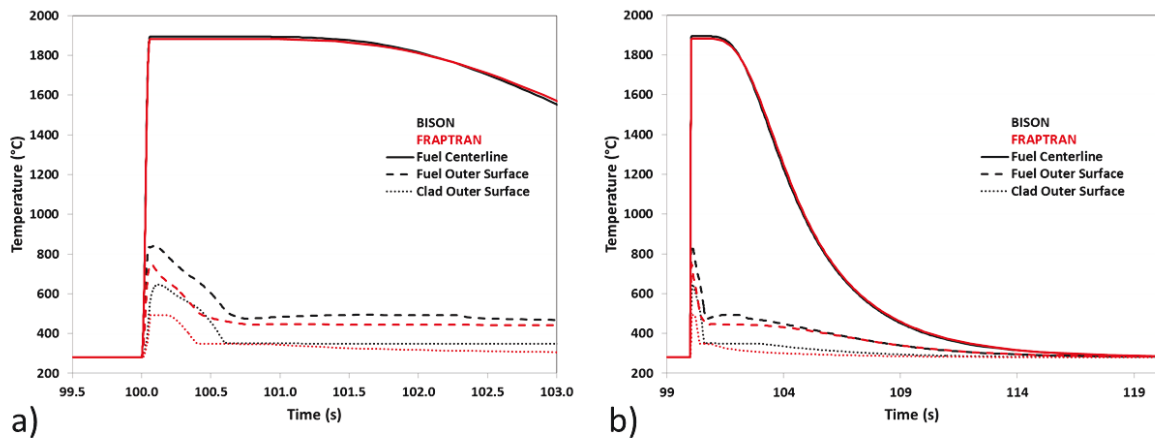 2000
1800
1600
1400
1200
1000
800
600
400
200
Temperature (°C)
BISON
FRAPTRAN
Fuel Centerline
Fuel Outer Surface
Clad Outer Surface
99.5 100.0 100.5 101.0 101.5 102.0 102.5 103.0
Time (s)
a)
2000
1800
1600
1400
1200
1000
800
600
400
200
Temperature (°C)
BISON
FRAPTRAN
Fuel Centerline
Fuel Outer Surface
Clad Outer Surface
99 104 109 114 119
Time (s)
b)